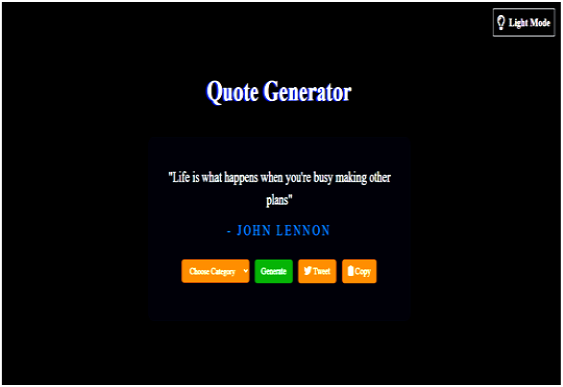 Light Mode
Quote Generator
"Life is what happens when you're busy making other
plans"
- JOHN LENNON
Choose Category Generate Tweet Copy